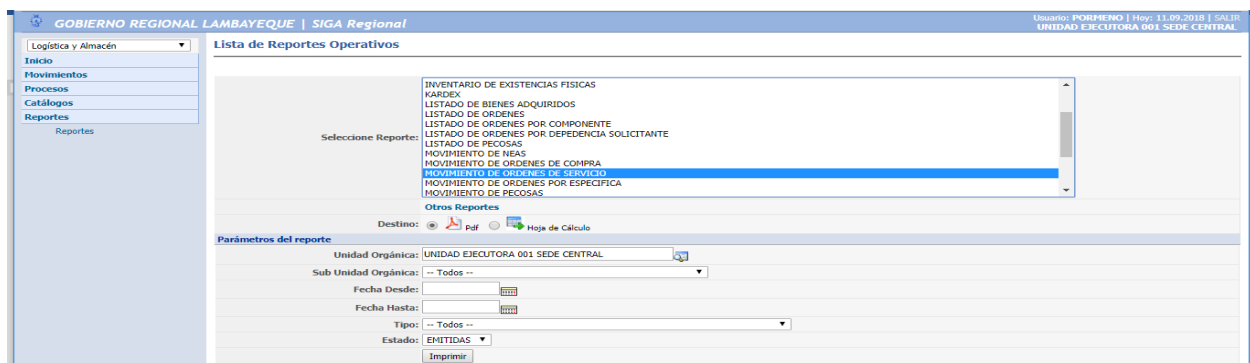 GOBIERNO REGIONAL LAMBAYEQUE | SIGA Regional
Usuario: PORMENO | Hoy: 11.09.2018 | SALIR
UNIDAD EJECUTORA 001 SEDE CENTRAL
Logística y Almacén
Inicio
Movimientos
Procesos
Catálogos
Reportes
Reportes
Lista de Reportes Operativos
Seleccione Reporte:
INVENTARIO DE EXISTENCIAS FISICAS
KARDEX
LISTADO DE BIENES ADQUIRIDOS
LISTADO DE ORDENES
LISTADO DE ORDENES POR COMPONENTE
LISTADO DE ORDENES POR DEPEDENCIA SOLICITANTE
LISTADO DE PECOSAS
MOVIMIENTO DE NEAS
MOVIMIENTO DE ORDENES DE COMPRA
MOVIMIENTO DE ORDENES DE SERVICIO
MOVIMIENTO DE ORDENES POR ESPECIFICA
MOVIMIENTO DE PECOSAS
Otros Reportes
Destino: Pdf Hoja de Cálculo
Parámetros del reporte
Unidad Orgánica: UNIDAD EJECUTORA 001 SEDE CENTRAL
Sub Unidad Orgánica: -- Todos --
Fecha Desde:
Fecha Hasta:
Tipo: -- Todos --
Estado: EMITIDAS
Imprimir